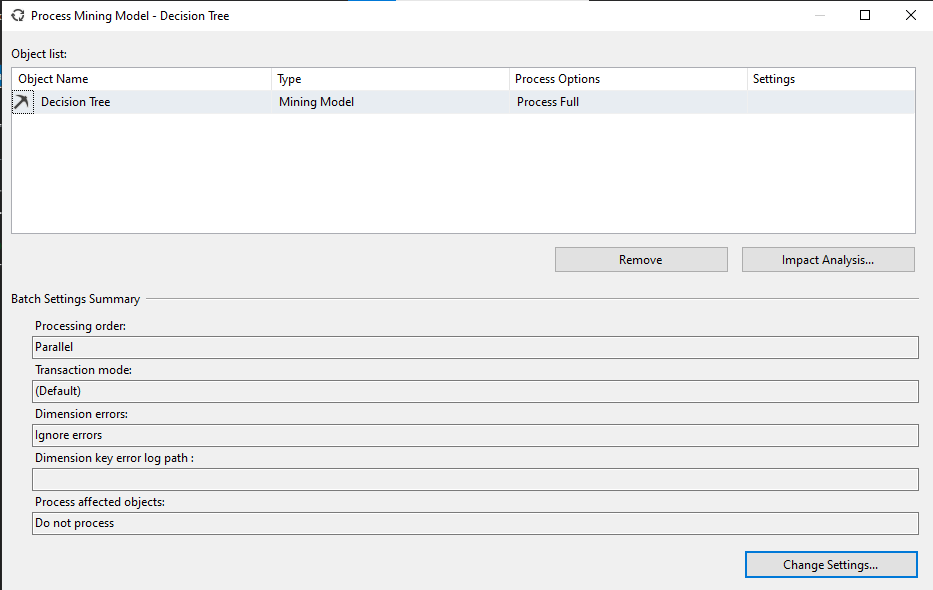 Process Mining Model - Decision Tree
Object list:
Object Name Type Process Options Settings
Decision Tree Mining Model Process Full
Remove Impact Analysis...
Batch Settings Summary
Processing order:
Parallel
Transaction mode:
(Default)
Dimension errors:
Ignore errors
Dimension key error log path :
Process affected objects:
Do not process
Change Settings...